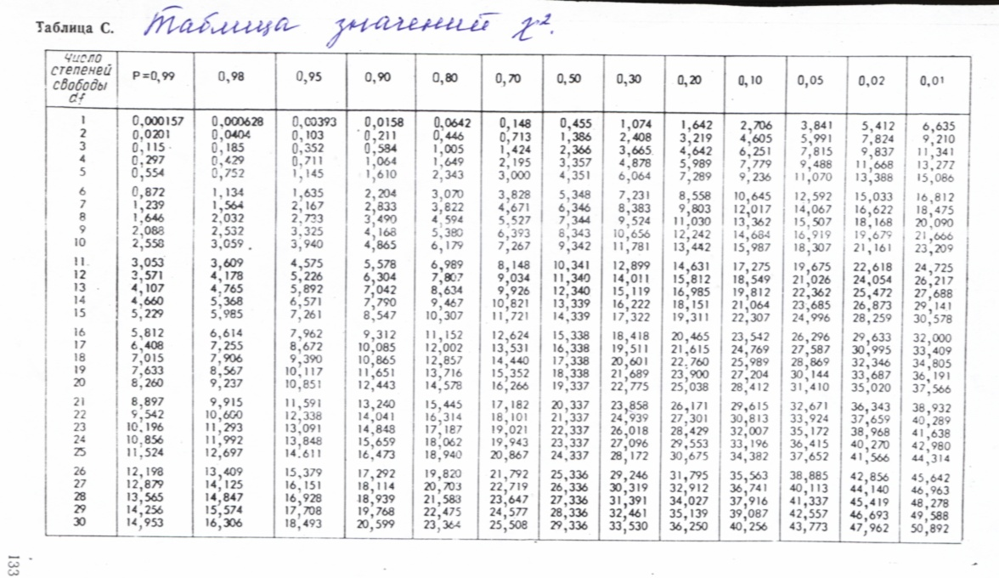 Таблица С. Таблица значений χ².
Число степеней свободы df P=0,99 0,98 0,95 0,90 0,80 0,70 0,50 0,30 0,20 0,10 0,05 0,02 0,01
1 0,000157 0,000628 0,00393 0,0158 0,0642 0,148 0,455 1,074 1,642 2,706 3,841 5,412 6,635
2 0,0201 0,0404 0,103 0,211 0,446 0,713 1,386 2,408 3,219 4,605 5,991 7,824 9,210
3 0,115 0,185 0,352 0,584 1,005 1,424 2,366 3,665 4,642 6,251 7,815 9,837 11,341
4 0,297 0,429 0,711 1,064 1,649 2,195 3,357 4,878 5,989 7,779 9,488 11,668 13,277
5 0,554 0,752 1,145 1,610 2,343 3,000 4,351 6,064 7,289 9,236 11,070 13,388 15,086
6 0,872 1,134 1,635 2,204 3,070 3,828 5,348 7,231 8,558 10,645 12,592 15,033 16,812
7 1,239 1,564 2,167 2,833 3,822 4,671 6,346 8,383 9,803 12,017 14,067 16,622 18,475
8 1,646 2,032 2,733 3,490 4,594 5,527 7,344 9,524 11,030 13,362 15,507 18,168 20,090
9 2,088 2,532 3,325 4,168 5,380 6,393 8,343 10,656 12,242 14,684 16,919 19,679 21,666
10 2,558 3,059 3,940 4,865 6,179 7,267 9,342 11,781 13,442 15,987 18,307 21,161 23,209
11 3,053 3,609 4,575 5,578 6,989 8,148 10,341 12,899 14,631 17,275 19,675 22,618 24,725
12 3,571 4,178 5,226 6,304 7,807 9,034 11,340 14,011 15,812 18,549 21,026 24,054 26,217
13 4,107 4,765 5,892 7,042 8,634 9,926 12,340 15,119 16,985 19,812 22,362 25,472 27,688
14 4,660 5,368 6,571 7,790 9,467 10,821 13,339 16,222 18,151 21,064 23,685 26,873 29,141
15 5,229 5,985 7,261 8,547 10,307 11,721 14,339 17,322 19,311 22,307 24,996 28,259 30,578
16 5,812 6,614 7,962 9,312 11,152 12,624 15,338 18,418 20,465 23,542 26,296 29,633 32,000
17 6,408 7,255 8,672 10,085 12,002 13,531 16,338 19,511 21,615 24,769 27,587 30,995 33,409
18 7,015 7,906 9,390 10,865 12,857 14,440 17,338 20,601 22,760 25,989 28,869 32,346 34,805
19 7,633 8,567 10,117 11,651 13,716 15,352 18,338 21,689 23,900 27,204 30,144 33,687 36,191
20 8,260 9,237 10,851 12,443 14,578 16,266 19,337 22,775 25,038 28,412 31,410 35,020 37,566
21 8,897 9,915 11,591 13,240 15,445 17,182 20,337 23,858 26,171 29,615 32,671 36,343 38,932
22 9,542 10,600 12,338 14,041 16,314 18,101 21,337 24,939 27,301 30,813 33,924 37,659 40,289
23 10,196 11,293 13,091 14,848 17,187 19,021 22,337 26,018 28,429 32,007 35,172 38,968 41,638
24 10,856 11,992 13,848 15,659 18,062 19,943 23,337 27,096 29,553 33,196 36,415 40,270 42,980
25 11,524 12,697 14,611 16,473 18,940 20,867 24,337 28,172 30,675 34,382 37,652 41,566 44,314
26 12,198 13,409 15,379 17,292 19,820 21,792 25,336 29,246 31,795 35,563 38,885 42,856 45,642
27 12,879 14,125 16,151 18,114 20,703 22,719 26,336 30,319 32,912 36,741 40,113 44,140 46,963
28 13,565 14,847 16,928 18,939 21,583 23,647 27,336 31,391 34,027 37,916 41,337 45,419 48,278
29 14,256 15,574 17,708 19,768 22,475 24,577 28,336 32,461 35,139 39,087 42,557 46,693 49,588
30 14,953 16,306 18,493 20,599 23,364 25,508 29,336 33,530 36,250 40,256 43,773 47,962 50,892
133